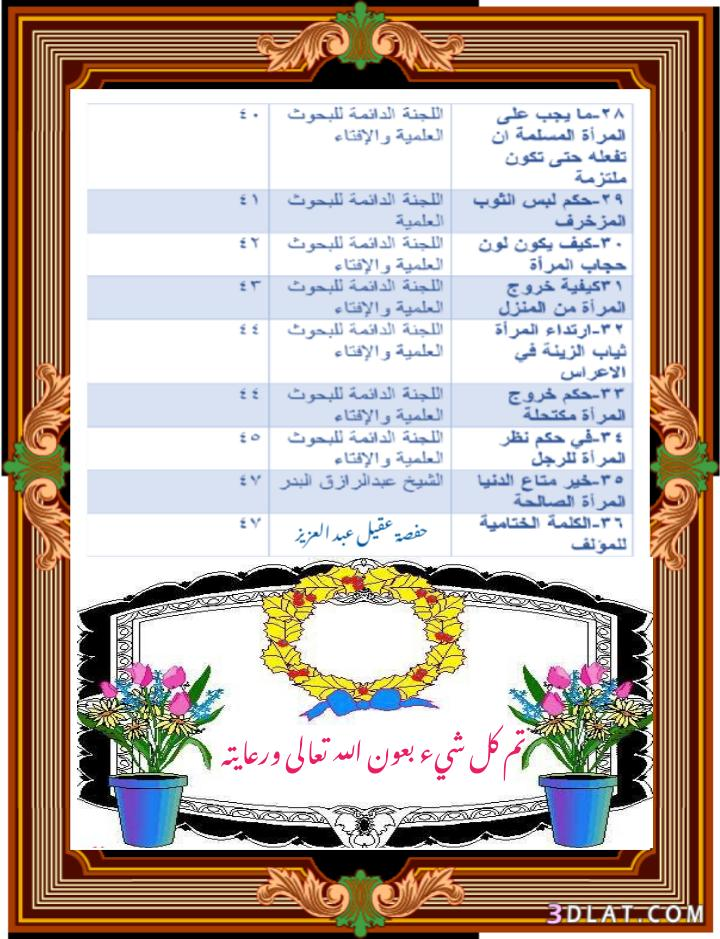 ٢٨-ما يجب على اللجنة الدائمة للبحوث ٤٠
المرأة المسلمة ان العلمية والإفتاء
تفعله حتى تكون
ملتزمة
٢٩-حكم لبس الثوب اللجنة الدائمة للبحوث ٤١
المزخرف العلمية
٣٠-كيف يكون لون اللجنة الدائمة للبحوث ٤٢
حجاب المرأة العلمية والإفتاء
٣١كيفية خروج اللجنة الدائمة للبحوث ٤٣
المرأة من المنزل العلمية والإفتاء
٣٢-ارتداء المرأة اللجنة الدائمة للبحوث ٤٤
ثياب الزينة في العلمية والإفتاء
الاعراس
٣٣-حكم خروج اللجنة الدائمة للبحوث ٤٤
المرأة مكتحلة العلمية والإفتاء
٣٤-في حكم نظر اللجنة الدائمة للبحوث ٤٥
المرأة للرجل العلمية والإفتاء
٣٥-خير متاع الدنيا الشيخ عبدالرازق البدر ٤٧
المرأة الصالحة
٣٦-الكلمة الختامية حفصة عقيل عبد العزيز ٤٧
للمؤلف
تم كل شيء بعون الله تعالى ورعايته
3DLAT.COM